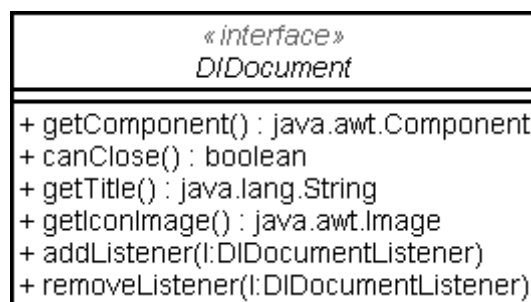 «interface»
DIDocument
+ getComponent() : java.awt.Component
+ canClose() : boolean
+ getTitle() : java.lang.String
+ getIconImage() : java.awt.Image
+ addListener(l:DIDocumentListener)
+ removeListener(l:DIDocumentListener)